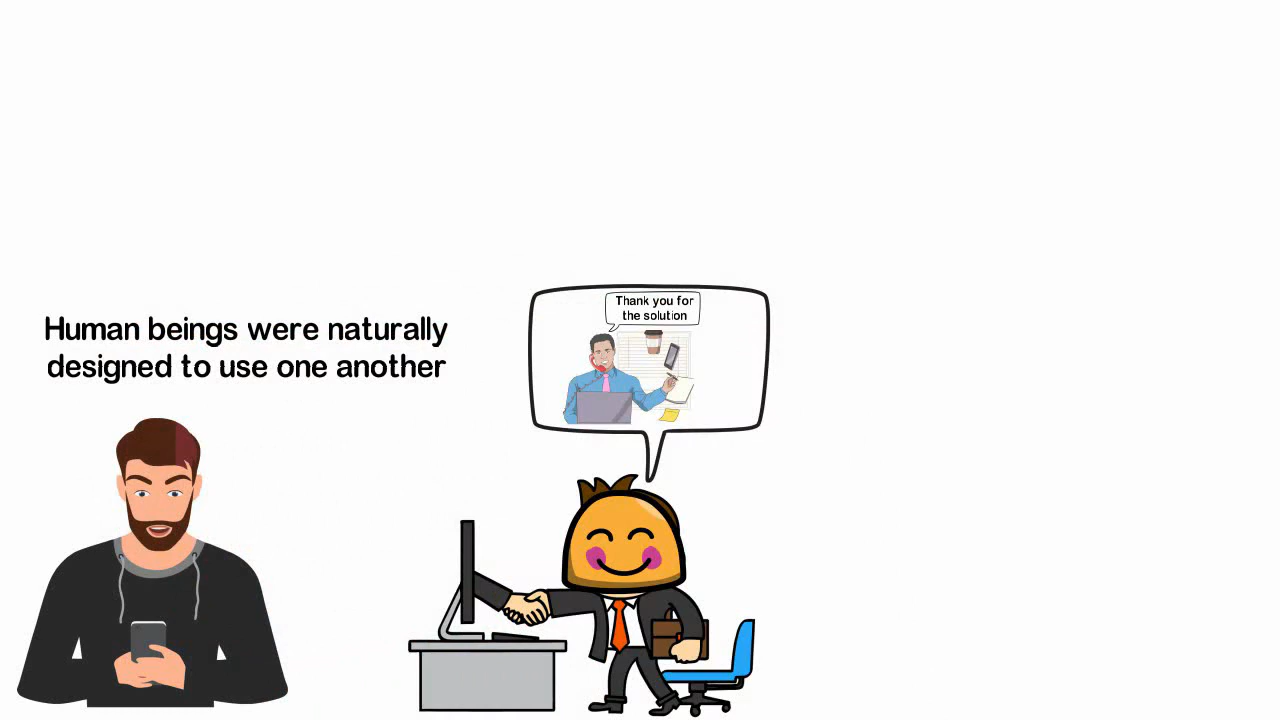 Human beings were naturally
designed to use one another
Thank you for
the solution